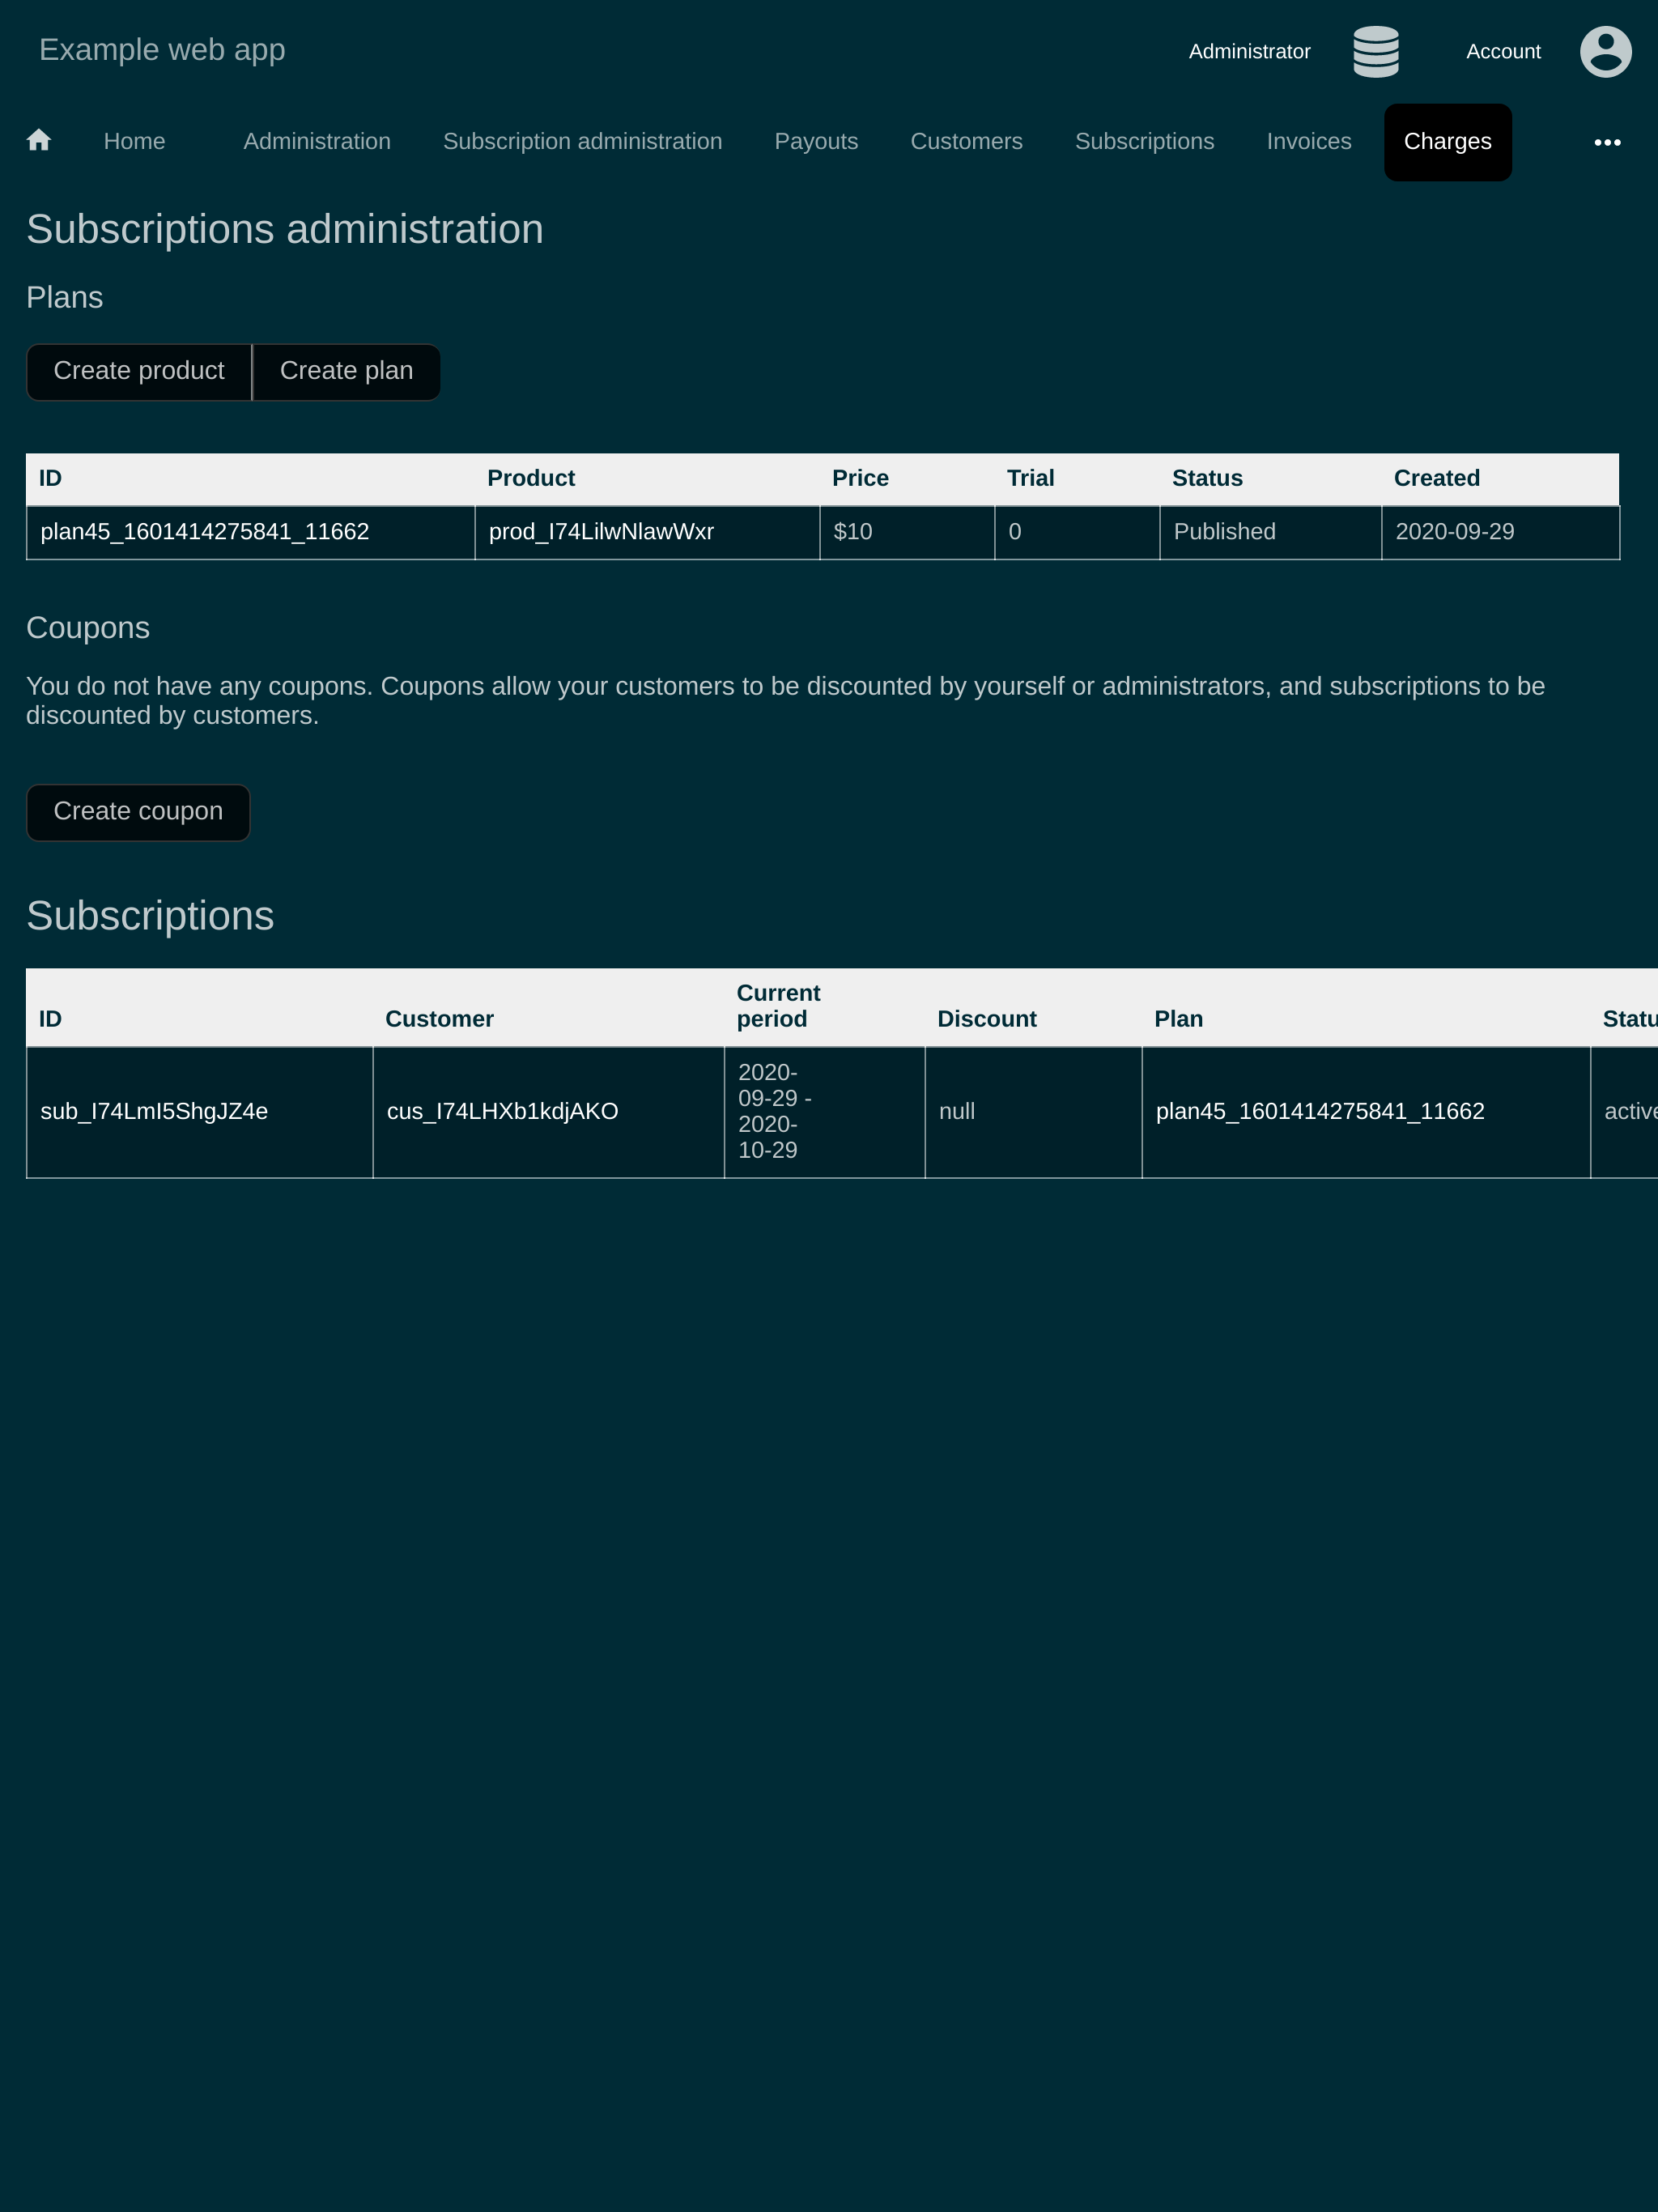 Example web app
Administrator Account
Home Administration Subscription administration Payouts Customers Subscriptions Invoices Charges
Subscriptions administration
Plans
Create product Create plan
ID Product Price Trial Status Created
plan45_1601414275841_11662 prod_I74LilwNlawWxr $10 0 Published 2020-09-29
Coupons
You do not have any coupons. Coupons allow your customers to be discounted by yourself or administrators, and subscriptions to be
discounted by customers.
Create coupon
Subscriptions
ID Customer Current period Discount Plan Statu
sub_I74LmI5ShgJZ4e cus_I74LHXb1kdjAKO 2020-09-29 - 2020-10-29 null plan45_1601414275841_11662 active